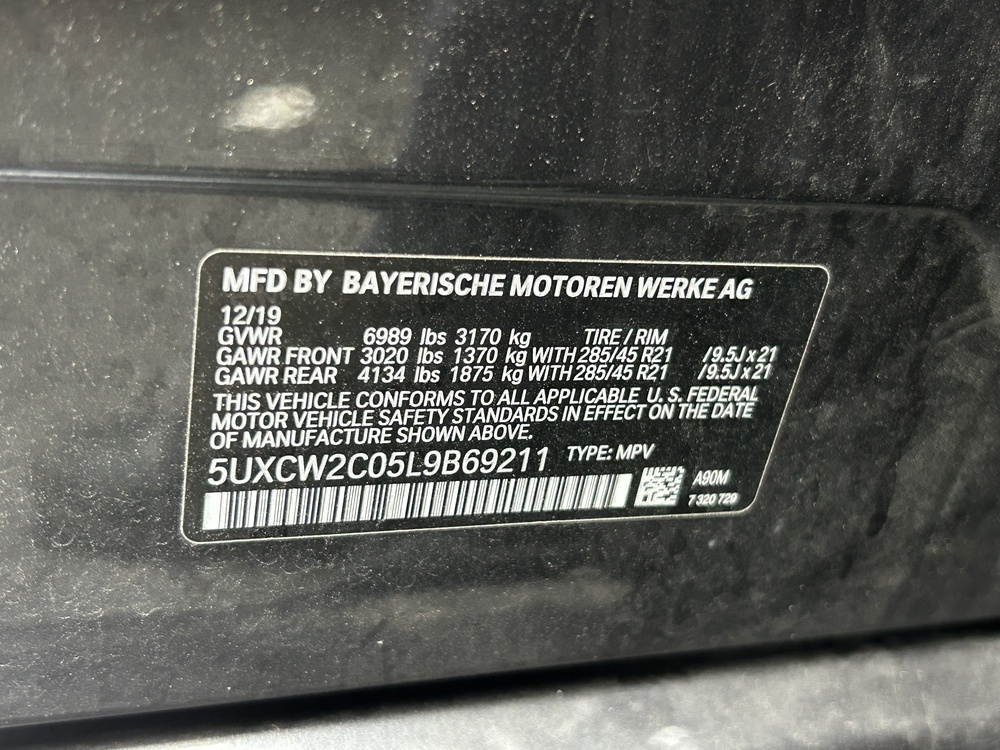 MFD BY BAYERISCHE MOTOREN WERKE AG
12/19
GVWR 6989 lbs 3170 kg TIRE / RIM
GAWR FRONT 3020 lbs 1370 kg WITH 285/45 R21 /9.5J x 21
GAWR REAR 4134 lbs 1875 kg WITH 285/45 R21 /9.5J x 21
THIS VEHICLE CONFORMS TO ALL APPLICABLE U. S. FEDERAL
MOTOR VEHICLE SAFETY STANDARDS IN EFFECT ON THE DATE
OF MANUFACTURE SHOWN ABOVE.
5UXCW2C05L9B69211 TYPE: MPV
A90M
7 320 729